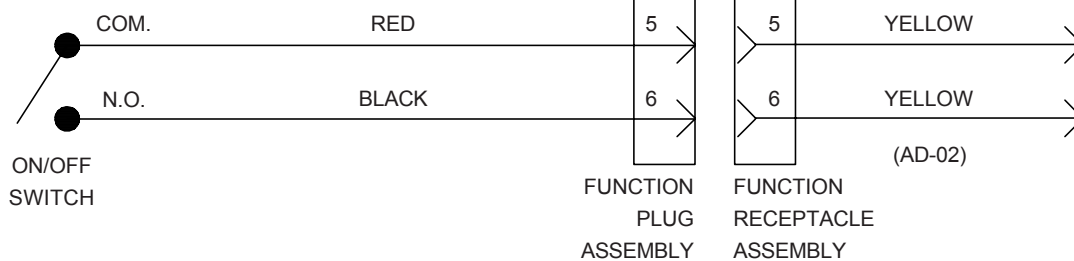 COM. RED 5 5 YELLOW
N.O. BLACK 6 6 YELLOW
(AD-02)
ON/OFF
SWITCH
FUNCTION
PLUG
ASSEMBLY
FUNCTION
RECEPTACLE
ASSEMBLY